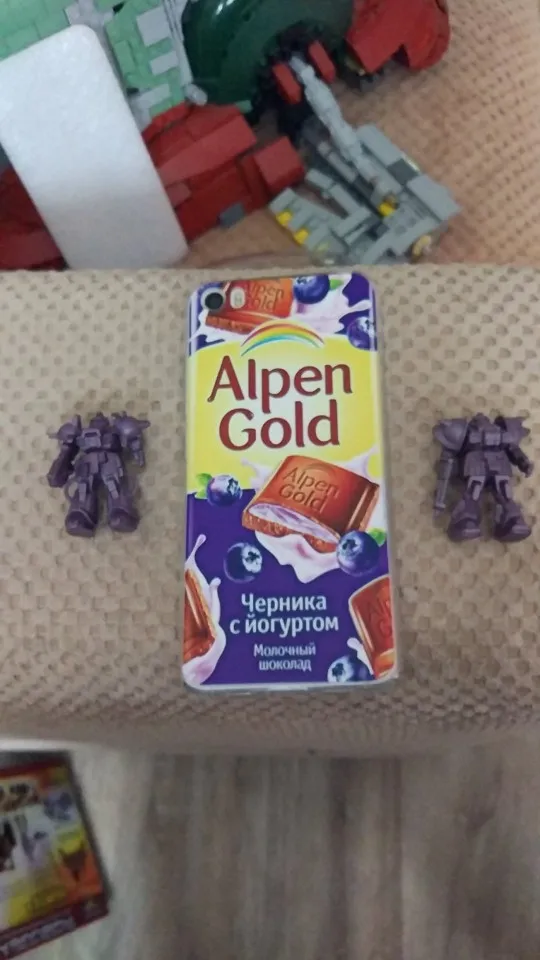 Alpen
Gold
Alpen
Gold
Alpen
Gold
Черника
с йогуртом
Молочный
шоколад